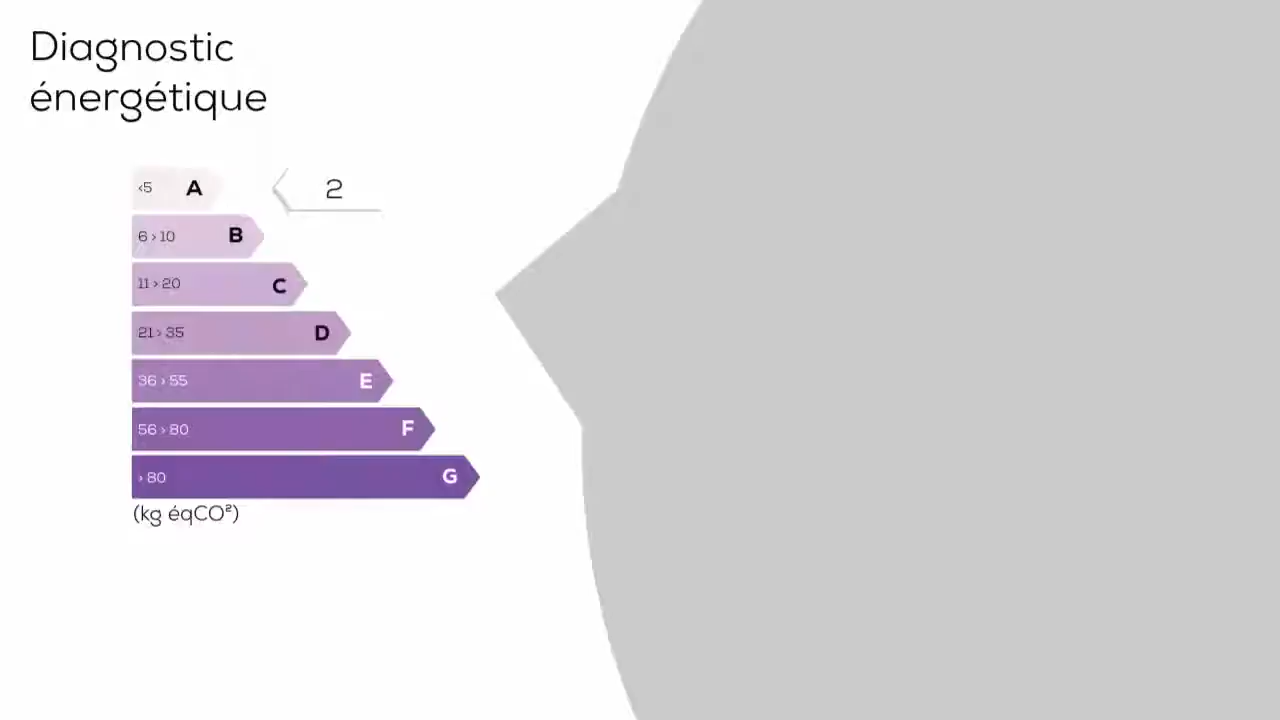 Diagnostic
énergétique
<5 A 2
6 > 10 B
11 > 20 C
21 > 35 D
36 > 55 E
56 > 80 F
> 80 G
(kg éqCO²)